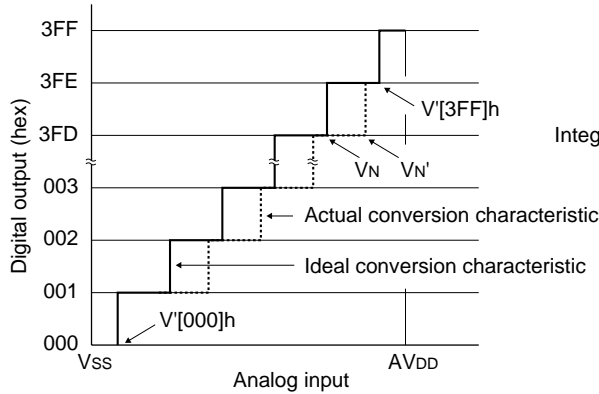 3FF
3FE
V'[3FF]h
3FD
Integ
VN
VN'
Digital output (hex)
003
Actual conversion characteristic
002
Ideal conversion characteristic
001
V'[000]h
000
VSS
AVDD
Analog input